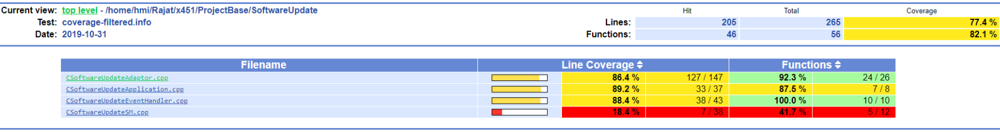 Current view: top level - /home/hmi/Rajat/x451/ProjectBase/SoftwareUpdate Hit Total Coverage
Test: coverage-filtered.info Lines: 205 265 77.4 %
Date: 2019-10-31 Functions: 46 56 82.1 %
Filename Line Coverage Functions
CSoftwareUpdateAdaptor.cpp 86.4 % 127 / 147 92.3 % 24 / 26
CSoftwareUpdateApplication.cpp 89.2 % 33 / 37 87.5 % 7 / 8
CSoftwareUpdateEventHandler.cpp 88.4 % 38 / 43 100.0 % 10 / 10
CSoftwareUpdateSM.cpp 18.4 % 7 / 38 41.7 % 5 / 12